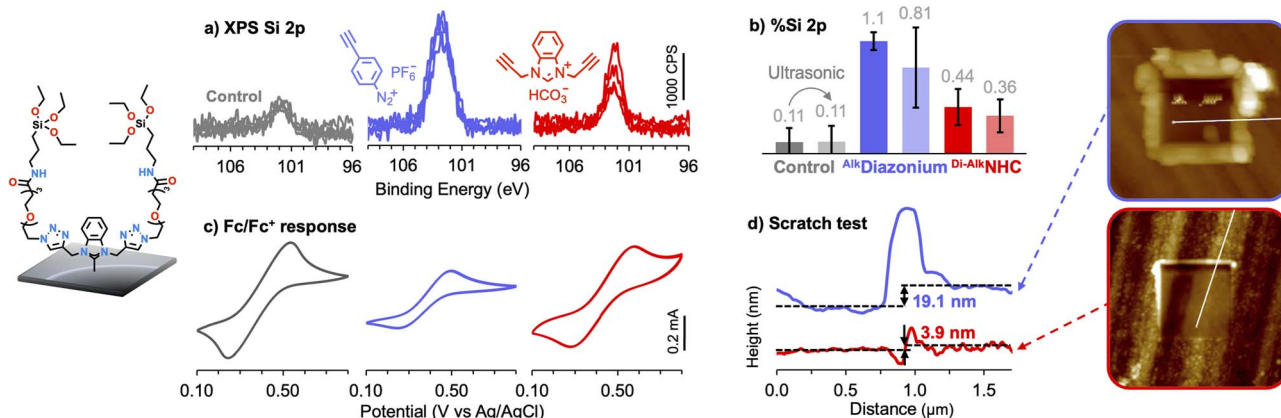 a) XPS Si 2p
Control
PF6−
N2+
N
N+
HCO3−
1000 CPS
106 101 96
106 101 96
106 101 96
Binding Energy (eV)
b) %Si 2p
Ultrasonic
0.11 0.11
1.1
0.81
0.44
0.36
Control AlkDiazonium Di-AlkNHC
O O
Si
O
O O
Si
O
NH HN
O O
3 3
O O
N N N N N N N N
c) Fc/Fc+ response
0.2 mA
0.10 0.50
0.10 0.50
0.10 0.50
Potential (V vs Ag/AgCl)
d) Scratch test
Height (nm)
19.1 nm
3.9 nm
0.0 0.5 1.0 1.5
Distance (µm)